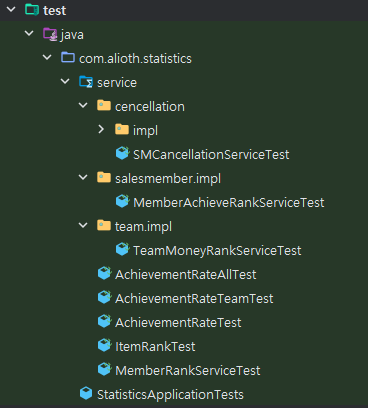 test
java
com.alioth.statistics
service
cencellation
impl
SMCancellationServiceTest
salesmember.impl
MemberAchieveRankServiceTest
team.impl
TeamMoneyRankServiceTest
AchievementRateAllTest
AchievementRateTeamTest
AchievementRateTest
ItemRankTest
MemberRankServiceTest
StatisticsApplicationTests